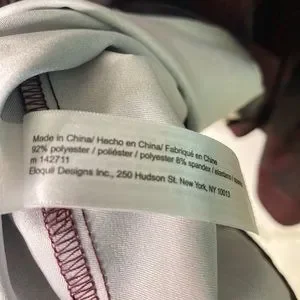 Made in China/ Hecho en China/ Fabriqué en Chine
92% polyester / poliéster / polyester 8% spandex / elastano /
m 142711
Eloquii Designs Inc., 250 Hudson St. New York, NY 10013